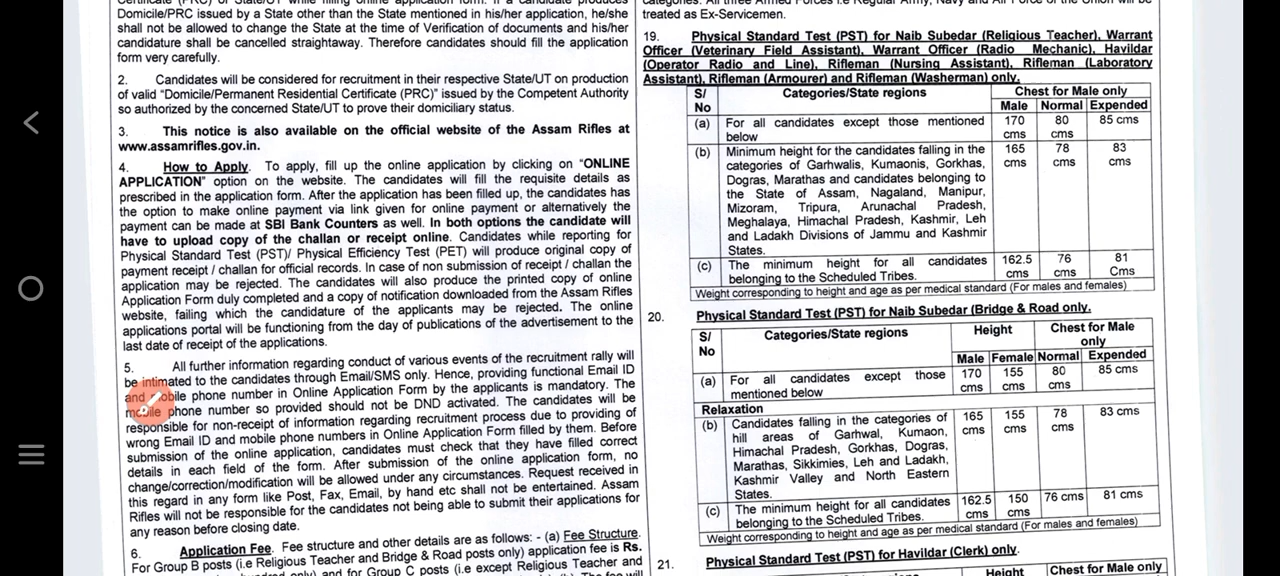 Domicile/PRC issued by a State other than the State mentioned in his/her application, he/she
shall not be allowed to change the State at the time of Verification of documents and his/her
candidature shall be cancelled straightaway. Therefore candidates should fill the application
form very carefully.
2. Candidates will be considered for recruitment in their respective State/UT on production
of valid "Domicile/Permanent Residential Certificate (PRC)" issued by the Competent Authority
so authorized by the concerned State/UT to prove their domiciliary status.
3. This notice is also available on the official website of the Assam Rifles at
www.assamrifles.gov.in.
4. How to Apply. To apply, fill up the online application by clicking on "ONLINE
APPLICATION" option on the website. The candidates will fill the requisite details as
prescribed in the application form. After the application has been filled up, the candidates has
the option to make online payment via link given for online payment or alternatively the
payment can be made at SBI Bank Counters as well. In both options the candidate will
have to upload copy of the challan or receipt online. Candidates while reporting for
Physical Standard Test (PST)/ Physical Efficiency Test (PET) will produce original copy of
payment receipt / challan for official records. In case of non submission of receipt / challan the
application may be rejected. The candidates will also produce the printed copy of online
Application Form duly completed and a copy of notification downloaded from the Assam Rifles
website, failing which the candidature of the applicants may be rejected. The online
applications portal will be functioning from the day of publications of the advertisement to the
last date of receipt of the applications.
5. All further information regarding conduct of various events of the recruitment rally will
be intimated to the candidates through Email/SMS only. Hence, providing functional Email ID
and mobile phone number in Online Application Form by the applicants is mandatory. The
mobile phone number so provided should not be DND activated. The candidates will be
responsible for non-receipt of information regarding recruitment process due to providing of
wrong Email ID and mobile phone numbers in Online Application Form filled by them. Before
submission of the online application, candidates must check that they have filled correct
details in each field of the form. After submission of the online application form, no
change/correction/modification will be allowed under any circumstances. Request received in
this regard in any form like Post, Fax, Email, by hand etc shall not be entertained. Assam
Rifles will not be responsible for the candidates not being able to submit their applications for
any reason before closing date.
6. Application Fee. Fee structure and other details are as follows: - (a) Fee Structure.
For Group B posts (i.e Religious Teacher and Bridge & Road posts only) application fee is Rs.
only) and for Group C posts (i.e except Religious Teacher and
treated as Ex-Servicemen.
19. Physical Standard Test (PST) for Naib Subedar (Religious Teacher), Warrant
Officer (Veterinary Field Assistant), Warrant Officer (Radio Mechanic), Havildar
(Operator Radio and Line), Rifleman (Nursing Assistant), Rifleman (Laboratory
Assistant), Rifleman (Armourer) and Rifleman (Washerman) only.
S/ Categories/State regions Chest for Male only
No Male Normal Expended
(a) For all candidates except those mentioned 170 80 85 cms
below cms cms
(b) Minimum height for the candidates falling in the 165 78 83
categories of Garhwalis, Kumaonis, Gorkhas, cms cms cms
Dogras, Marathas and candidates belonging to
the State of Assam, Nagaland, Manipur,
Mizoram, Tripura, Arunachal Pradesh,
Meghalaya, Himachal Pradesh, Kashmir, Leh
and Ladakh Divisions of Jammu and Kashmir
States.
(c) The minimum height for all candidates 162.5 76 81
belonging to the Scheduled Tribes. cms cms Cms
Weight corresponding to height and age as per medical standard (For males and females)
20. Physical Standard Test (PST) for Naib Subedar (Bridge & Road only.
S/ Categories/State regions Height Chest for Male
No only
Male Female Normal Expended
(a) For all candidates except those 170 155 80 85 cms
mentioned below cms cms cms
Relaxation
(b) Candidates falling in the categories of 165 155 78 83 cms
hill areas of Garhwal, Kumaon, cms cms cms
Himachal Pradesh, Gorkhas, Dogras,
Marathas, Sikkimies, Leh and Ladakh,
Kashmir Valley and North Eastern
States.
(c) The minimum height for all candidates 162.5 150 76 cms 81 cms
belonging to the Scheduled Tribes. cms cms
Weight corresponding to height and age as per medical standard (For males and females)
21. Physical Standard Test (PST) for Havildar (Clerk) only.
Height Chest for Male only